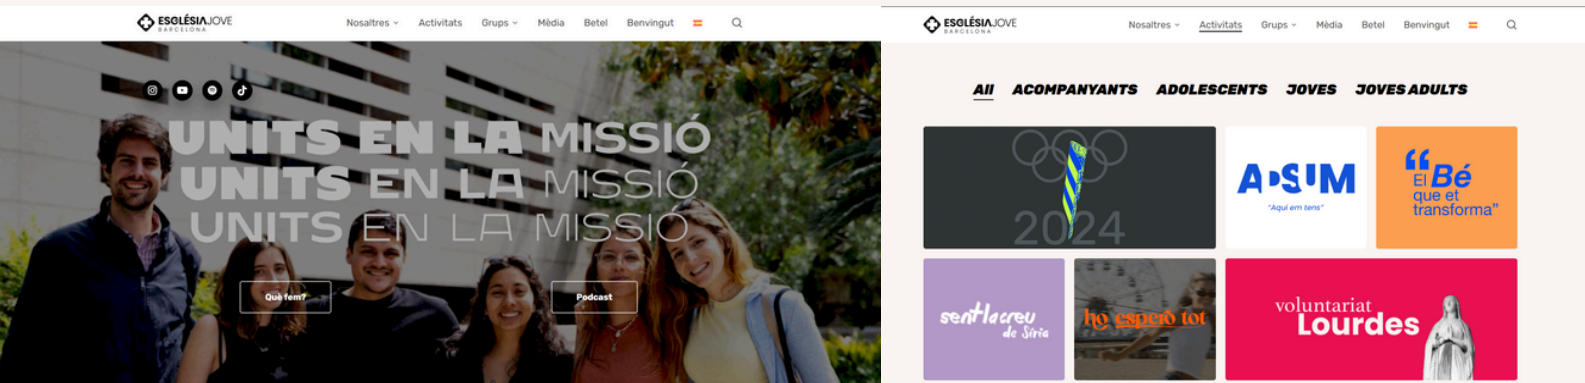 ESGLÉSIAJOVE
BARCELONA
Nosaltres
Activitats
Grups
Mèdia
Betel
Benvingut
UNITS EN LA MISSIÓ
UNITS EN LA MISSIÓ
UNITS EN LA MISSIÓ
Què fem?
Podcast
ESGLÉSIAJOVE
BARCELONA
Nosaltres
Activitats
Grups
Mèdia
Betel
Benvingut
All
ACOMPANYANTS
ADOLESCENTS
JOVES
JOVES ADULTS
2024
ADSUM
"Aquí em tens"
“
El Bé
que et
transforma”
sentlacreu
de Síria
ho espero tot
voluntariat
Lourdes